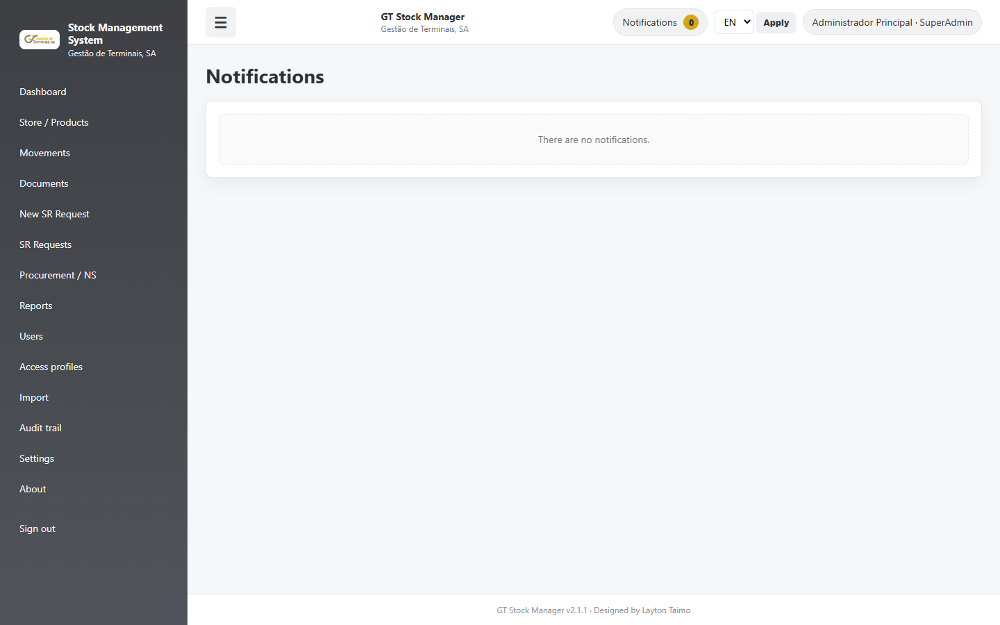 Stock Management
System
Gestão de Terminais, SA
Dashboard
Store / Products
Movements
Documents
New SR Request
SR Requests
Procurement / NS
Reports
Users
Access profiles
Import
Audit trail
Settings
About
Sign out
☰
GT Stock Manager
Gestão de Terminais, SA
Notifications 0
EN
Apply
Administrador Principal · SuperAdmin
Notifications
There are no notifications.
GT Stock Manager v2.1.1 · Designed by Layton Taimo